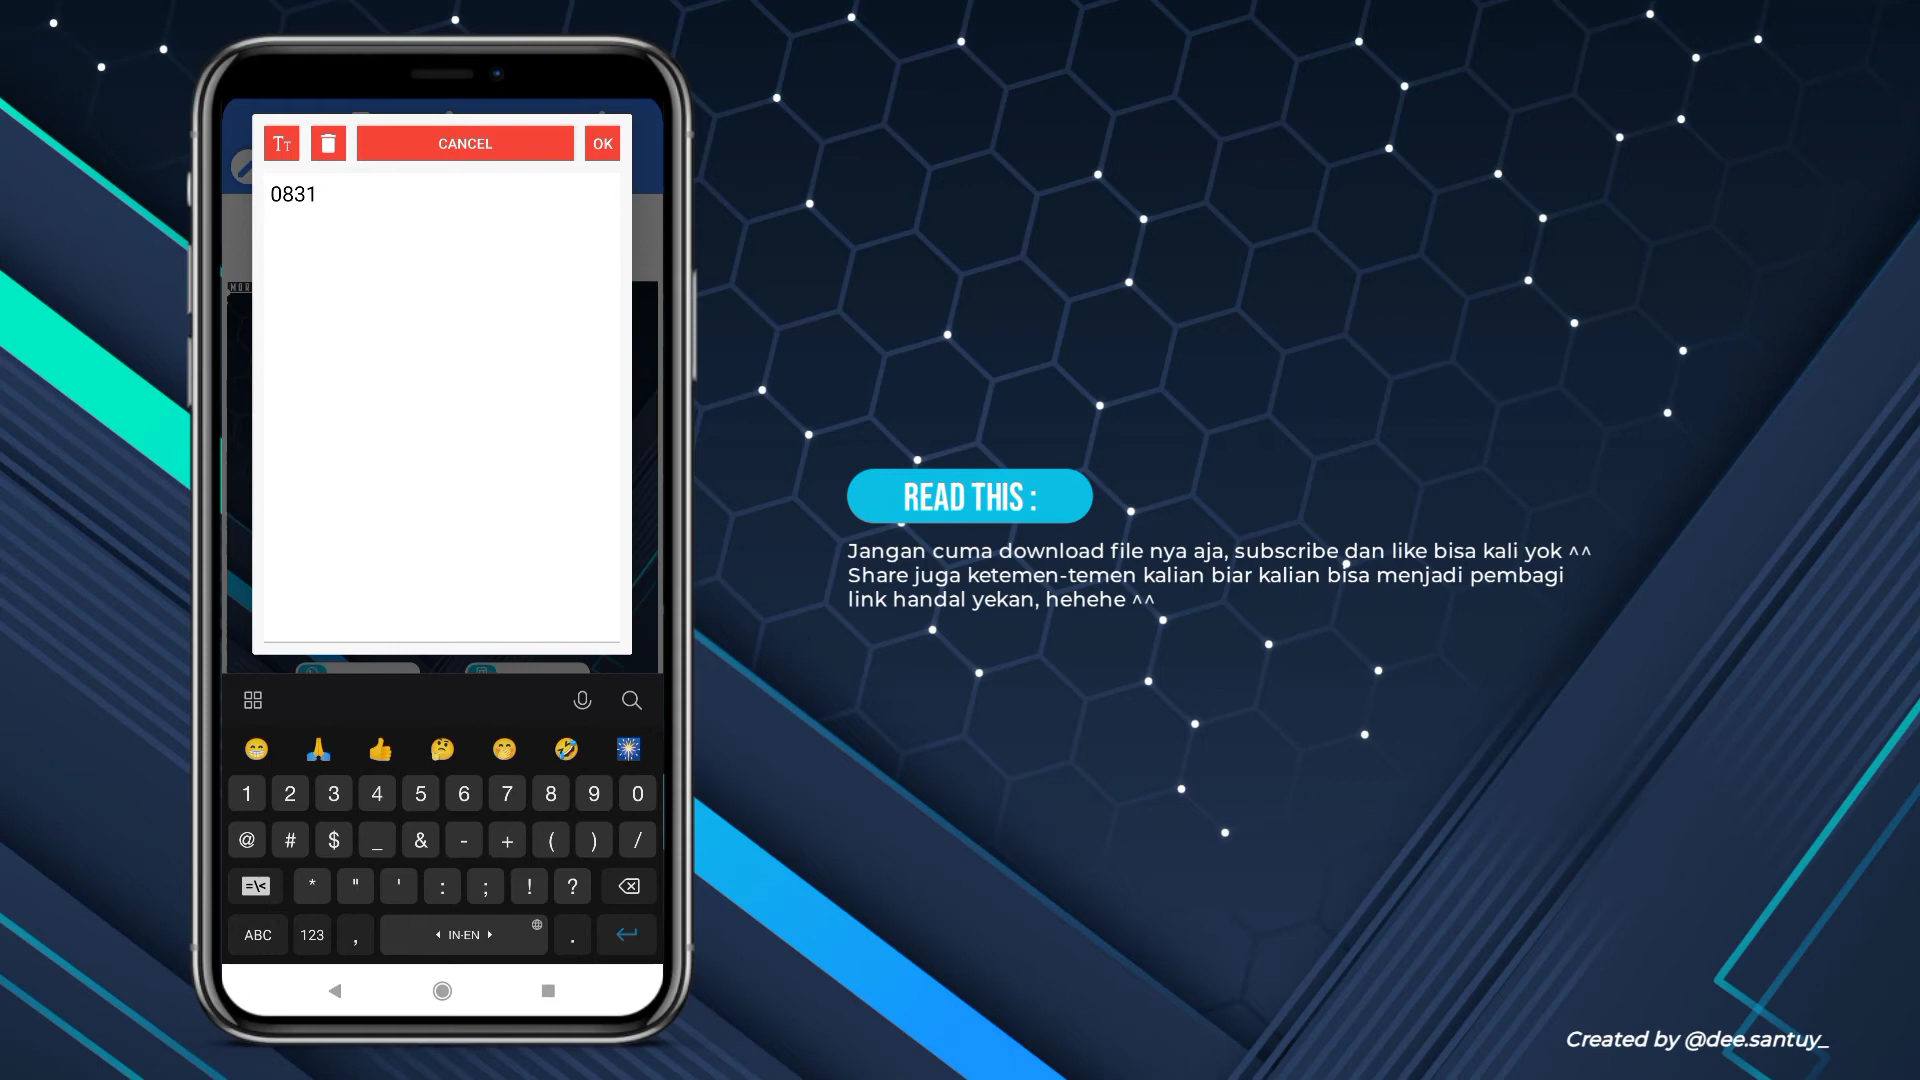 TT
CANCEL
OK
0831
MOR
1 2 3 4 5 6 7 8 9 0
@ # $ _ & - + ( ) /
=\< * " ' : ; ! ?
ABC 123 , IN-EN .
READ THIS :
Jangan cuma download file nya aja, subscribe dan like bisa kali yok ^^
Share juga ketemen-temen kalian biar kalian bisa menjadi pembagi
link handal yekan, hehehe ^^
Created by @dee.santuy_